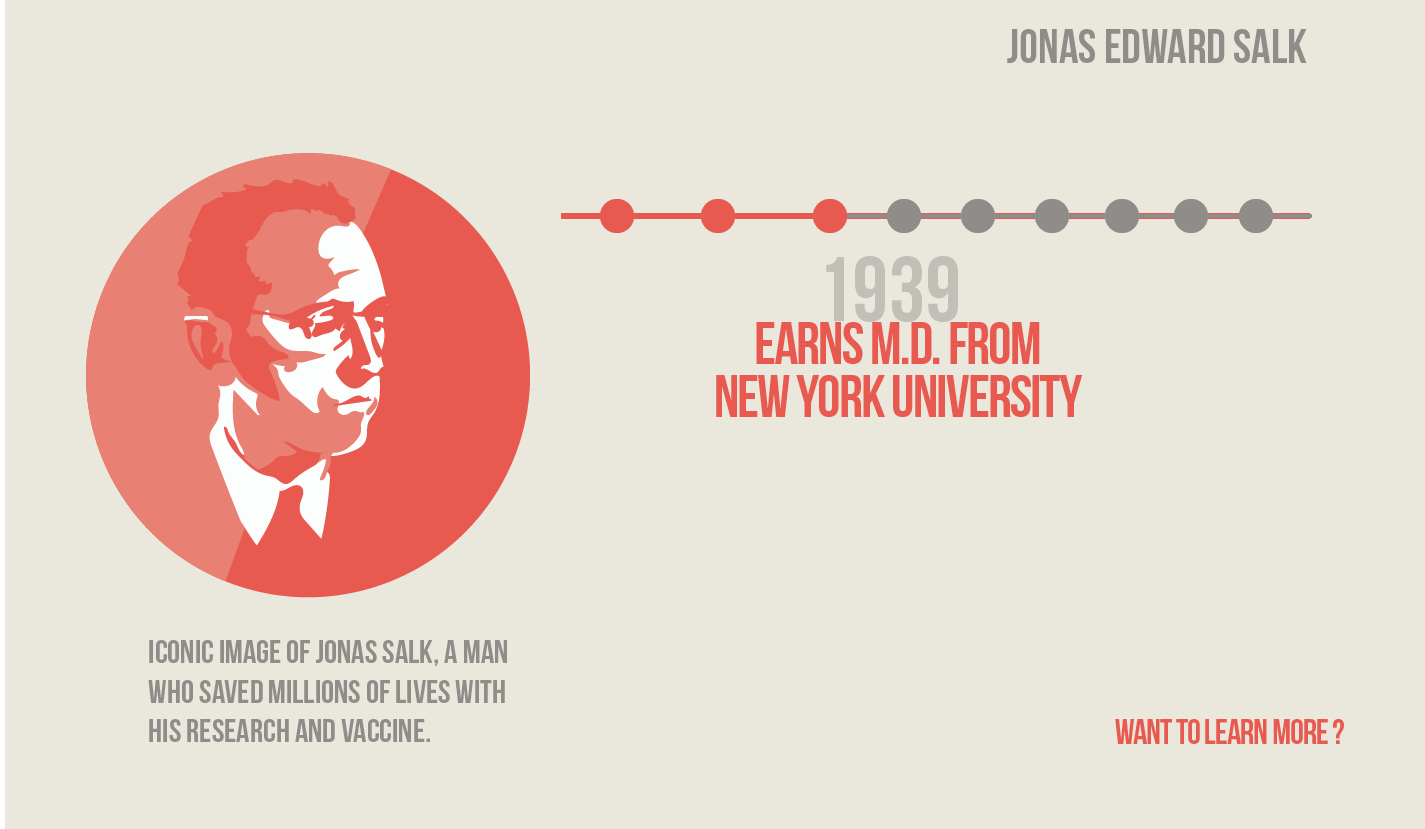 JONAS EDWARD SALK
1939
EARNS M.D. FROM
NEW YORK UNIVERSITY
ICONIC IMAGE OF JONAS SALK, A MAN
WHO SAVED MILLIONS OF LIVES WITH
HIS RESEARCH AND VACCINE.
WANT TO LEARN MORE ?